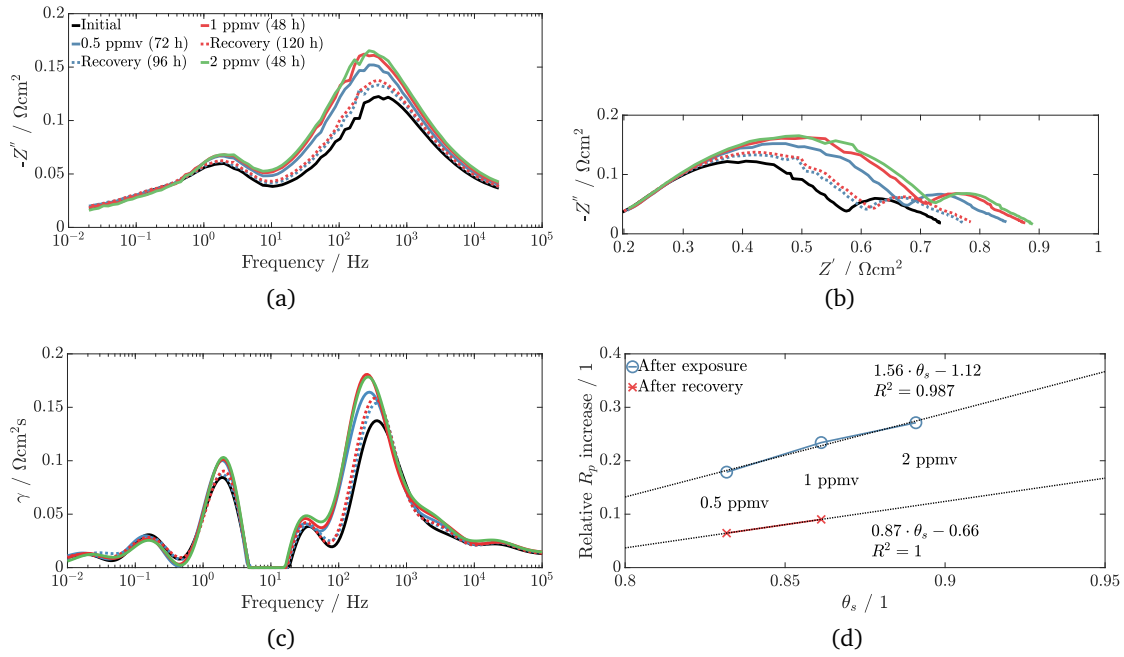 Initial
0.5 ppmv (72 h)
Recovery (96 h)
1 ppmv (48 h)
Recovery (120 h)
2 ppmv (48 h)
0.2
0.15
0.1
0.05
0
-Z″ / Ωcm²
10⁻² 10⁻¹ 10⁰ 10¹ 10² 10³ 10⁴ 10⁵
Frequency / Hz
(a)
0.2
0.1
0
-Z″ / Ωcm²
0.2 0.3 0.4 0.5 0.6 0.7 0.8 0.9 1
Z′ / Ωcm²
(b)
0.2
0.15
0.1
0.05
0
γ / Ωcm²s
10⁻² 10⁻¹ 10⁰ 10¹ 10² 10³ 10⁴ 10⁵
Frequency / Hz
(c)
After exposure
After recovery
1.56 · θₛ − 1.12
R² = 0.987
2 ppmv
1 ppmv
0.5 ppmv
0.87 · θₛ − 0.66
R² = 1
0.4
0.3
0.2
0.1
0
Relative Rₚ increase / 1
0.8 0.85 0.9 0.95
θₛ / 1
(d)